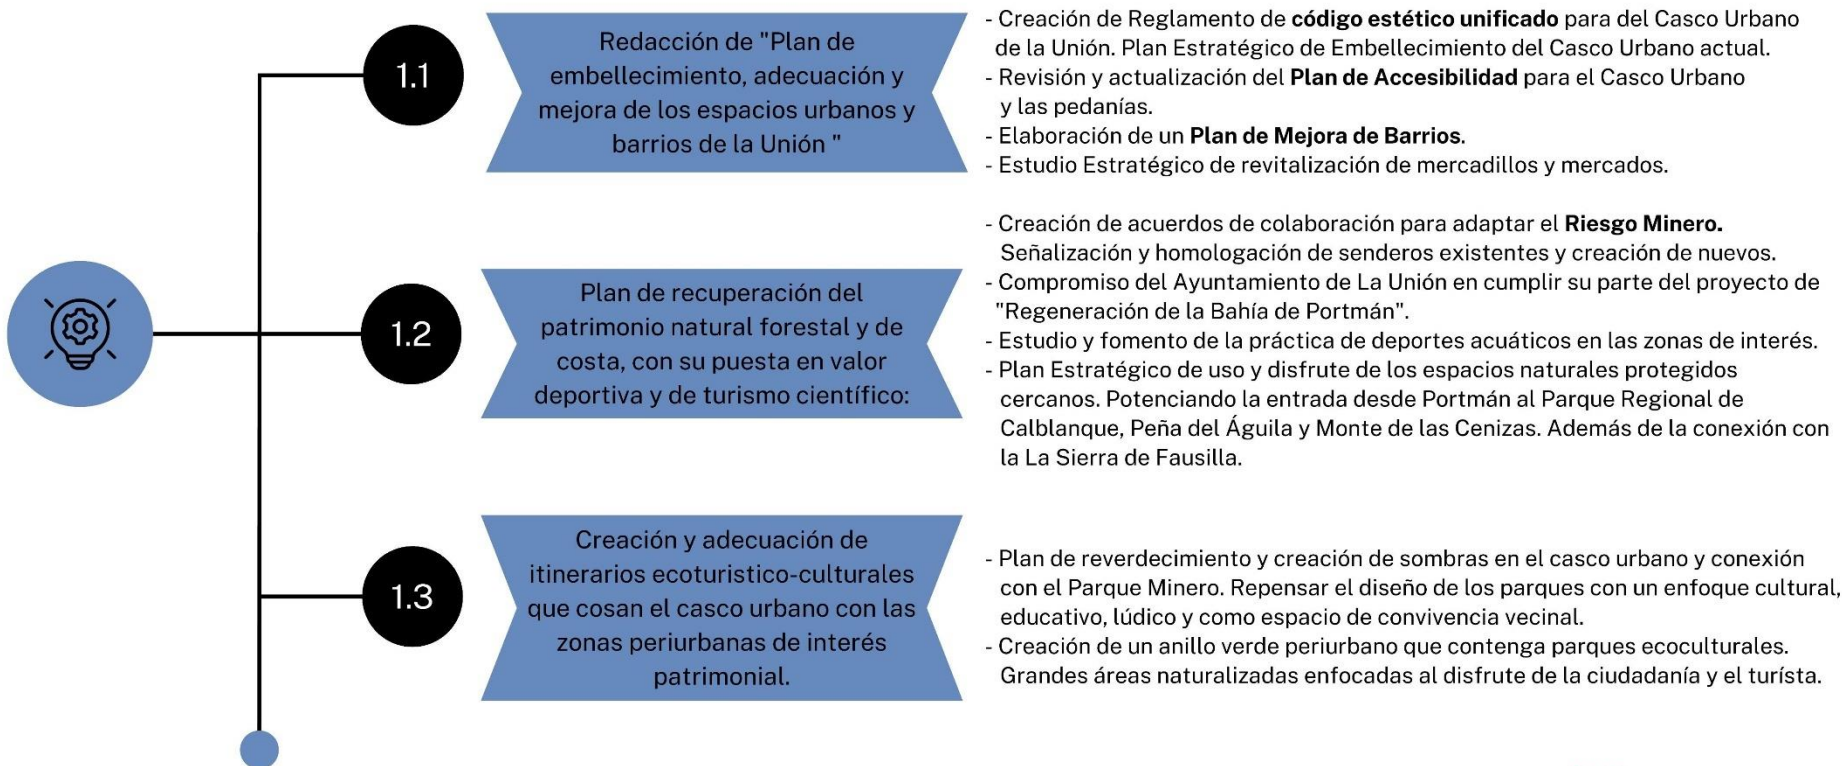 1.1
Redacción de "Plan de
embellecimiento, adecuación y
mejora de los espacios urbanos y
barrios de la Unión "
- Creación de Reglamento de código estético unificado para del Casco Urbano
de la Unión. Plan Estratégico de Embellecimiento del Casco Urbano actual.
- Revisión y actualización del Plan de Accesibilidad para el Casco Urbano
y las pedanías.
- Elaboración de un Plan de Mejora de Barrios.
- Estudio Estratégico de revitalización de mercadillos y mercados.
1.2
Plan de recuperación del
patrimonio natural forestal y de
costa, con su puesta en valor
deportiva y de turismo científico:
- Creación de acuerdos de colaboración para adaptar el Riesgo Minero.
Señalización y homologación de senderos existentes y creación de nuevos.
- Compromiso del Ayuntamiento de La Unión en cumplir su parte del proyecto de
"Regeneración de la Bahía de Portmán".
- Estudio y fomento de la práctica de deportes acuáticos en las zonas de interés.
- Plan Estratégico de uso y disfrute de los espacios naturales protegidos
cercanos. Potenciando la entrada desde Portmán al Parque Regional de
Calblanque, Peña del Águila y Monte de las Cenizas. Además de la conexión con
la La Sierra de Fausilla.
1.3
Creación y adecuación de
itinerarios ecoturistico-culturales
que cosan el casco urbano con las
zonas periurbanas de interés
patrimonial.
- Plan de reverdecimiento y creación de sombras en el casco urbano y conexión
con el Parque Minero. Repensar el diseño de los parques con un enfoque cultural,
educativo, lúdico y como espacio de convivencia vecinal.
- Creación de un anillo verde periurbano que contenga parques ecoculturales.
Grandes áreas naturalizadas enfocadas al disfrute de la ciudadanía y el turísta.